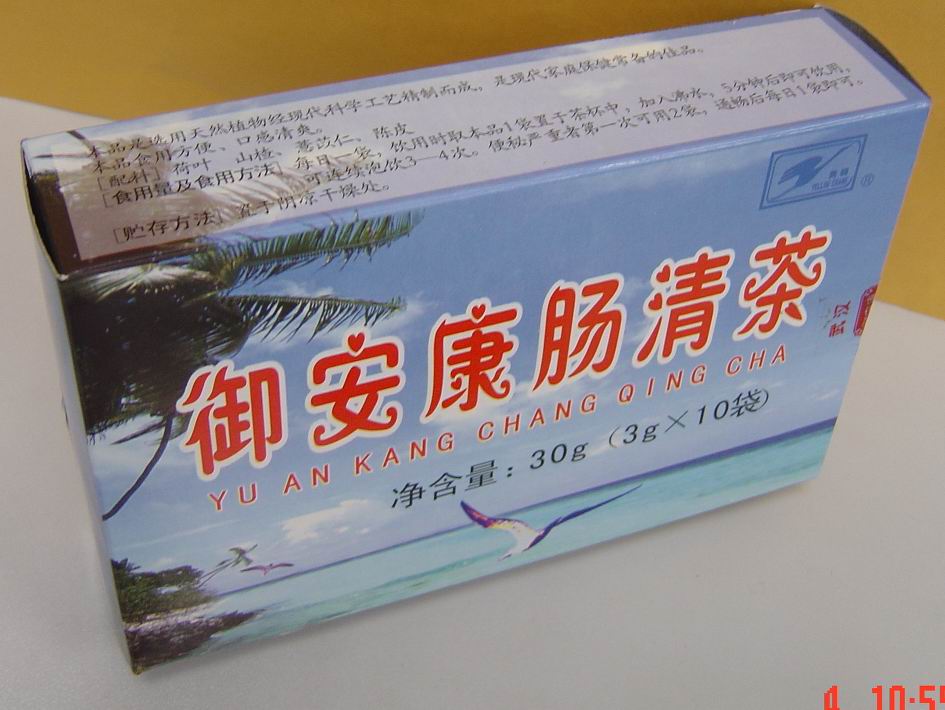 本品是选用天然植物经现代科学工艺精制而成，是现代家庭保健常备的佳品。
本品食用方便、口感清爽。
［配料］荷叶 山楂、薏苡仁、陈皮
［食用量及食用方法］每日一袋，饮用时取本品1袋置于茶杯中，加入沸水，5分钟后即可饮用，
可连续泡饮3—4次。便秘严重者第一次可用2袋，通畅后每日1袋即可。
［贮存方法］置于阴凉干燥处。
YELLOW CRANE
®
御安康肠清茶
YU AN KANG CHANG QING CHA
净含量：30g（3g×10袋）
武汉
4 10:55